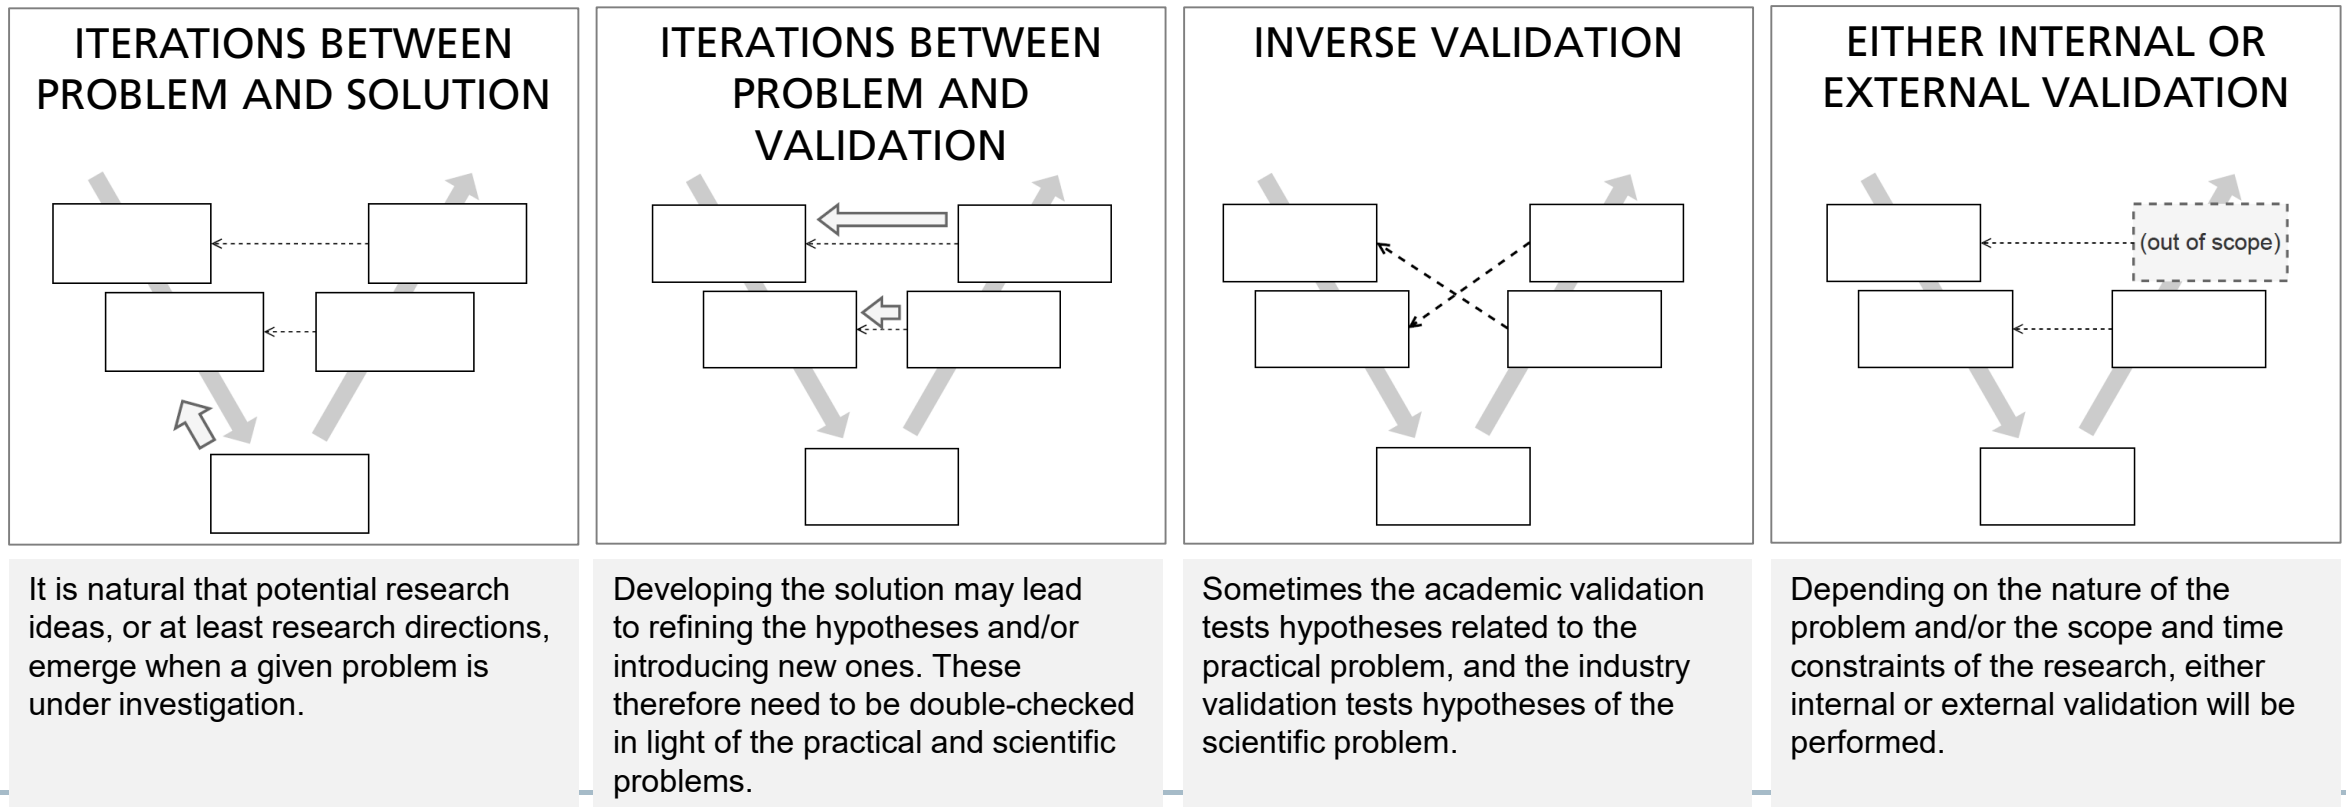 ITERATIONS BETWEEN
PROBLEM AND SOLUTION
It is natural that potential research
ideas, or at least research directions,
emerge when a given problem is
under investigation.
ITERATIONS BETWEEN
PROBLEM AND
VALIDATION
Developing the solution may lead
to refining the hypotheses and/or
introducing new ones. These
therefore need to be double-checked
in light of the practical and scientific
problems.
INVERSE VALIDATION
Sometimes the academic validation
tests hypotheses related to the
practical problem, and the industry
validation tests hypotheses of the
scientific problem.
EITHER INTERNAL OR
EXTERNAL VALIDATION
(out of scope)
Depending on the nature of the
problem and/or the scope and time
constraints of the research, either
internal or external validation will be
performed.